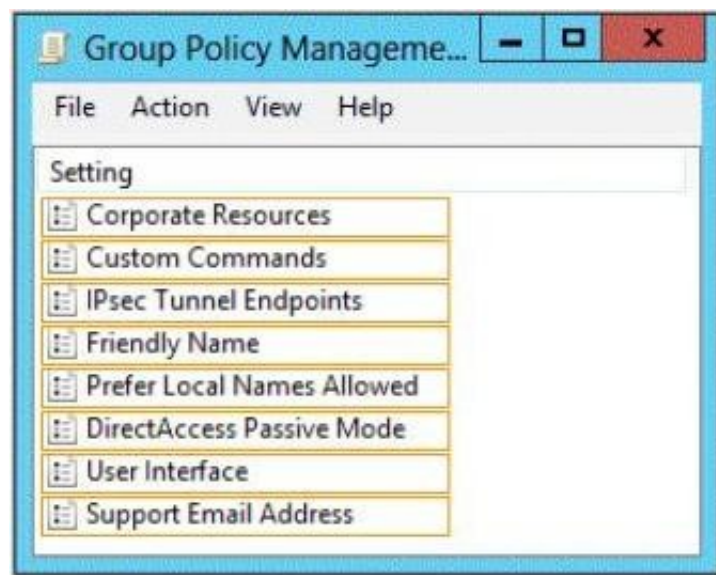 Group Policy Manageme...
File Action View Help
Setting
Corporate Resources
Custom Commands
IPsec Tunnel Endpoints
Friendly Name
Prefer Local Names Allowed
DirectAccess Passive Mode
User Interface
Support Email Address